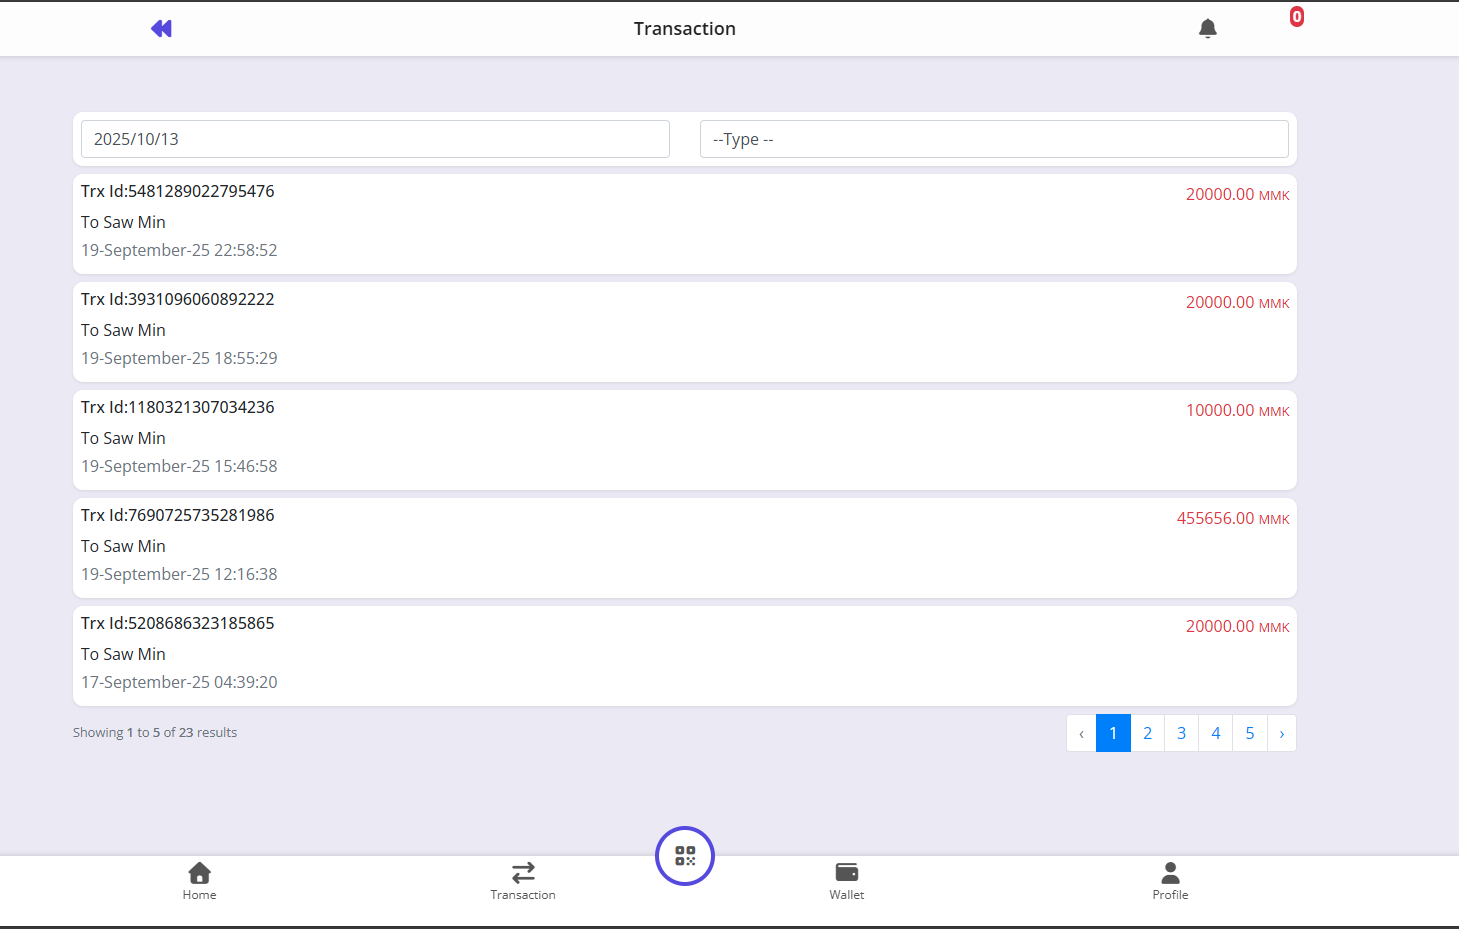 Transaction
0
2025/10/13
--Type --
Trx Id:5481289022795476
20000.00 MMK
To Saw Min
19-September-25 22:58:52
Trx Id:3931096060892222
20000.00 MMK
To Saw Min
19-September-25 18:55:29
Trx Id:1180321307034236
10000.00 MMK
To Saw Min
19-September-25 15:46:58
Trx Id:7690725735281986
455656.00 MMK
To Saw Min
19-September-25 12:16:38
Trx Id:5208686323185865
20000.00 MMK
To Saw Min
17-September-25 04:39:20
Showing 1 to 5 of 23 results
‹ 1 2 3 4 5 ›
Home
Transaction
Wallet
Profile